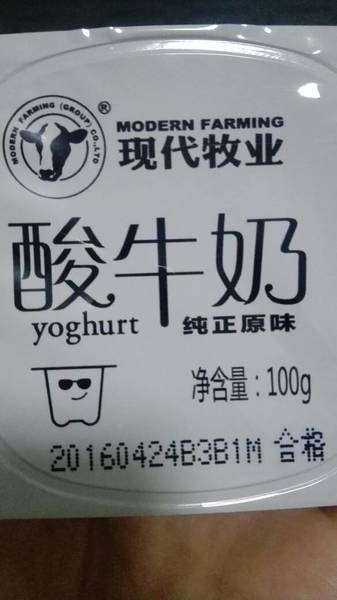 MODERN FARMING (GROUP) CO.,LTD
®
MODERN FARMING
现代牧业
酸牛奶
yoghurt 纯正原味
净含量:100g
20160424B3B1M 合格